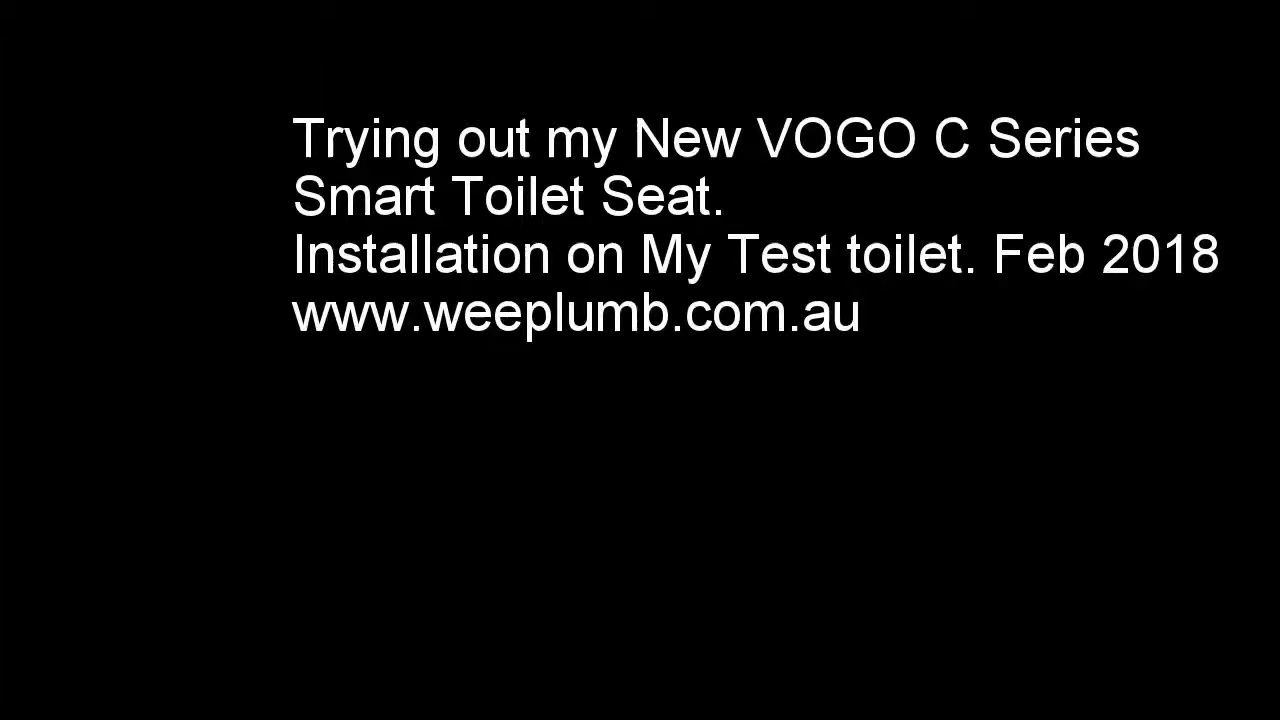 Trying out my New VOGO C Series
Smart Toilet Seat.
Installation on My Test toilet. Feb 2018
www.weeplumb.com.au